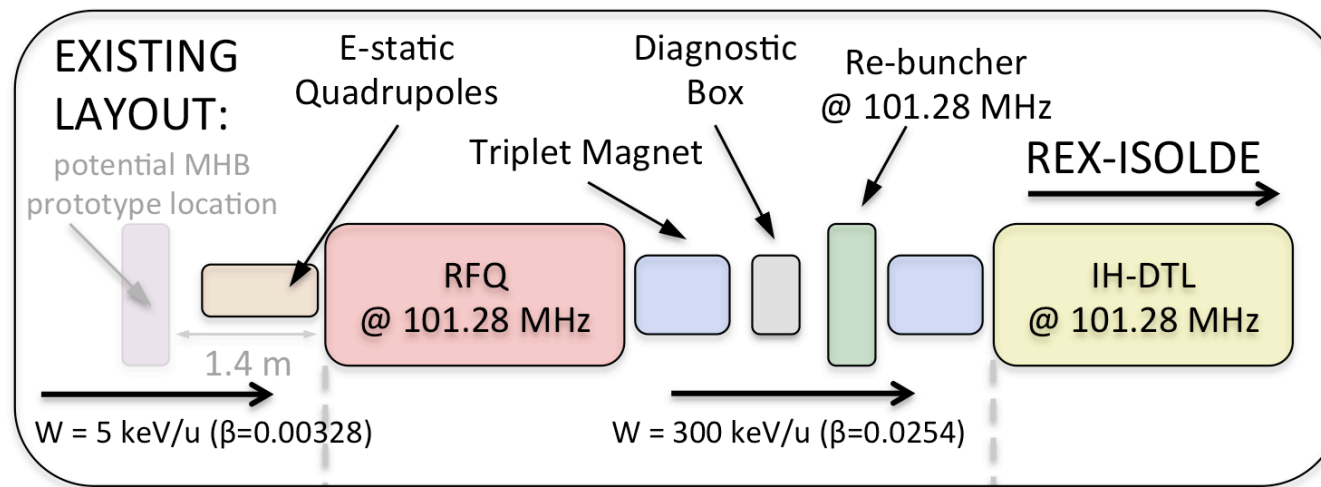 EXISTING
LAYOUT:
potential MHB
prototype location
E-static
Quadrupoles
Triplet Magnet
Diagnostic
Box
Re-buncher
@ 101.28 MHz
REX-ISOLDE
RFQ
@ 101.28 MHz
IH-DTL
@ 101.28 MHz
1.4 m
W = 5 keV/u (β=0.00328)
W = 300 keV/u (β=0.0254)